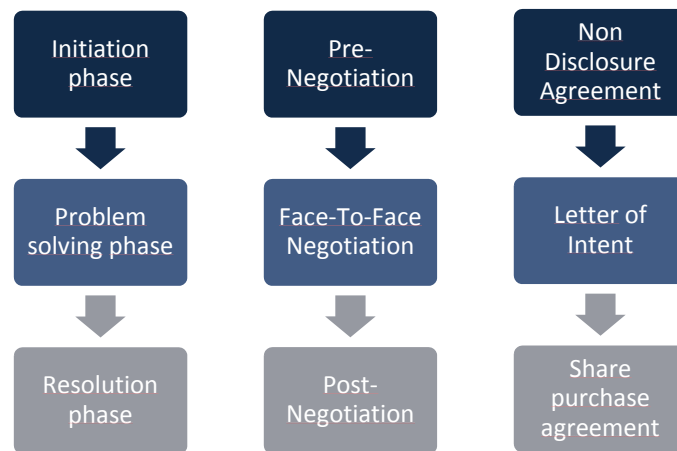 Initiation
phase
Pre-
Negotiation
Non
Disclosure
Agreement
Problem
solving phase
Face-To-Face
Negotiation
Letter of
Intent
Resolution
phase
Post-
Negotiation
Share
purchase
agreement